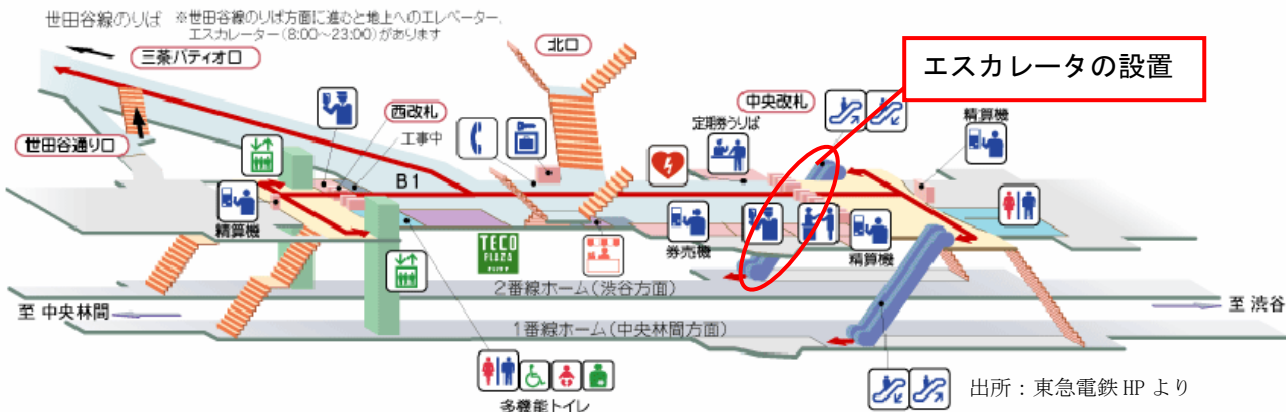 世田谷線のりば ※世田谷線のりば方面に進むと地上へのエレベーター、
エスカレーター(8:00〜23:00)があります
三茶パティオ口
北口
エスカレータの設置
西改札
工事中
中央改札
定期券うりば
精算機
世田谷通り口
B1
精算機
TECO
PLAZA
券売機
精算機
2番線ホーム(渋谷方面)
至 中央林間
至 渋谷
1番線ホーム(中央林間方面)
多機能トイレ
出所：東急電鉄 HP より